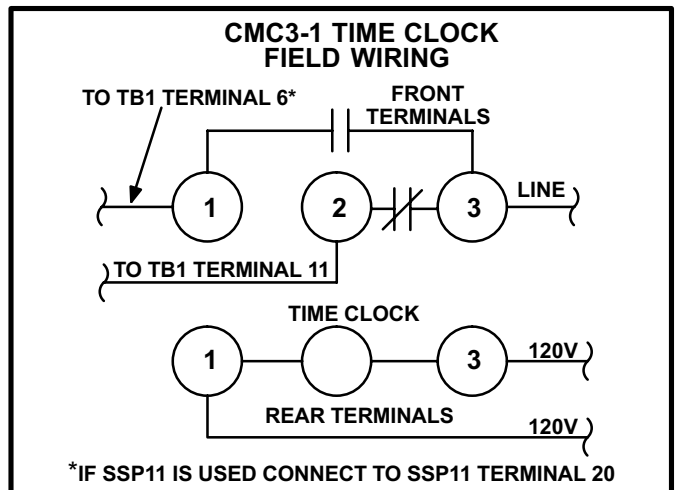 CMC3-1 TIME CLOCK
FIELD WIRING
TO TB1 TERMINAL 6*
FRONT
TERMINALS
1
2
3
LINE
TO TB1 TERMINAL 11
TIME CLOCK
1
3
120V
REAR TERMINALS
120V
*IF SSP11 IS USED CONNECT TO SSP11 TERMINAL 20